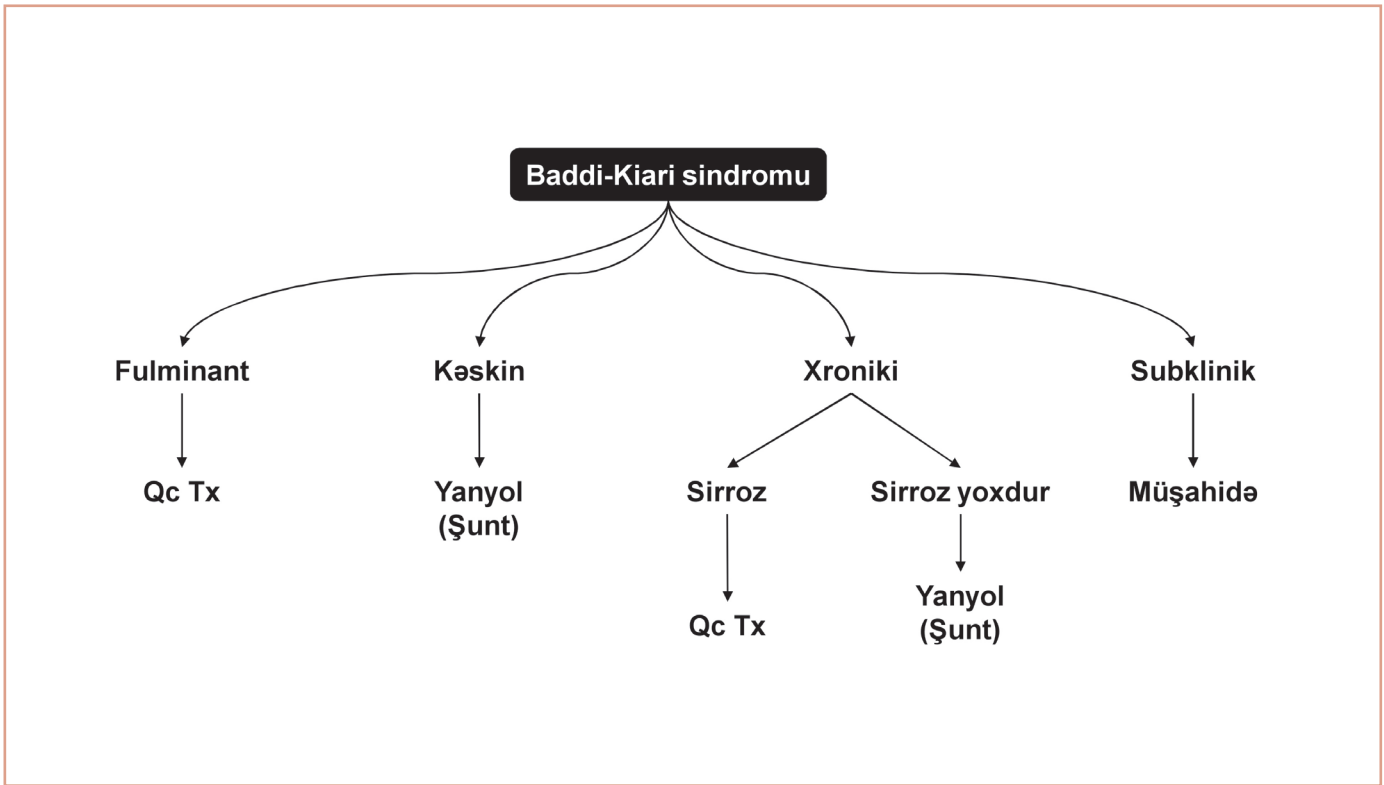 Baddi-Kiari sindromu
Fulminant
Kəskin
Xroniki
Subklinik
Qc Tx
Yanyol
(Şunt)
Sirroz
Sirroz yoxdur
Müşahidə
Qc Tx
Yanyol
(Şunt)